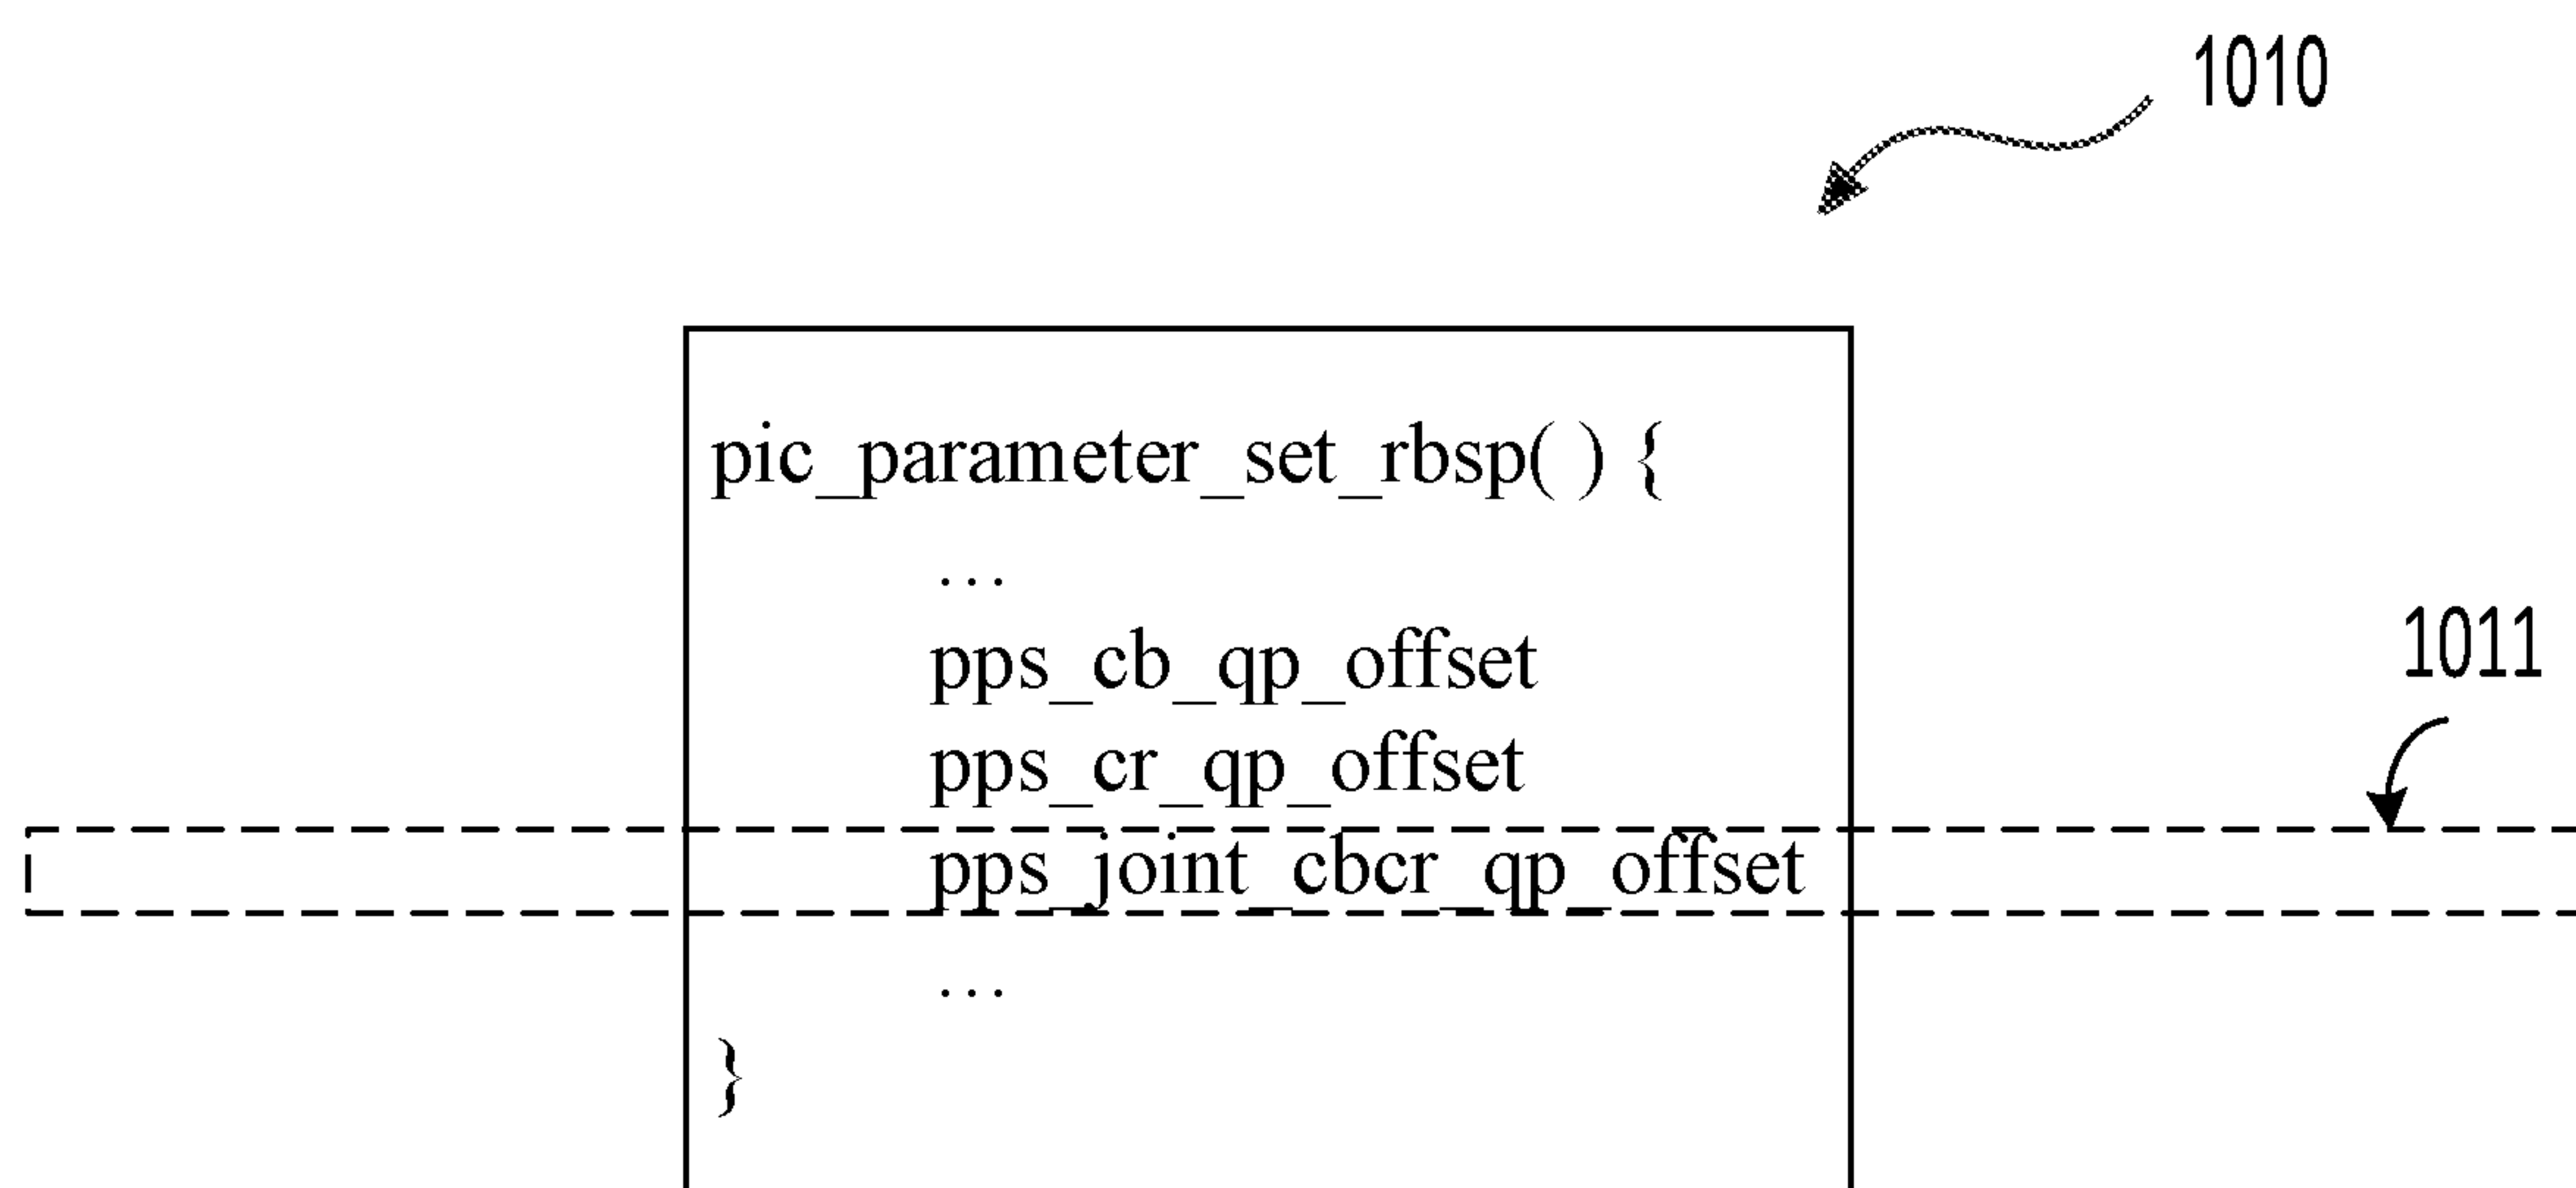 1010
pic_parameter_set_rbsp( ) {
...
pps_cb_qp_offset
1011
pps_cr_qp_offset
pps_joint_cbcr_qp_offset
...
}